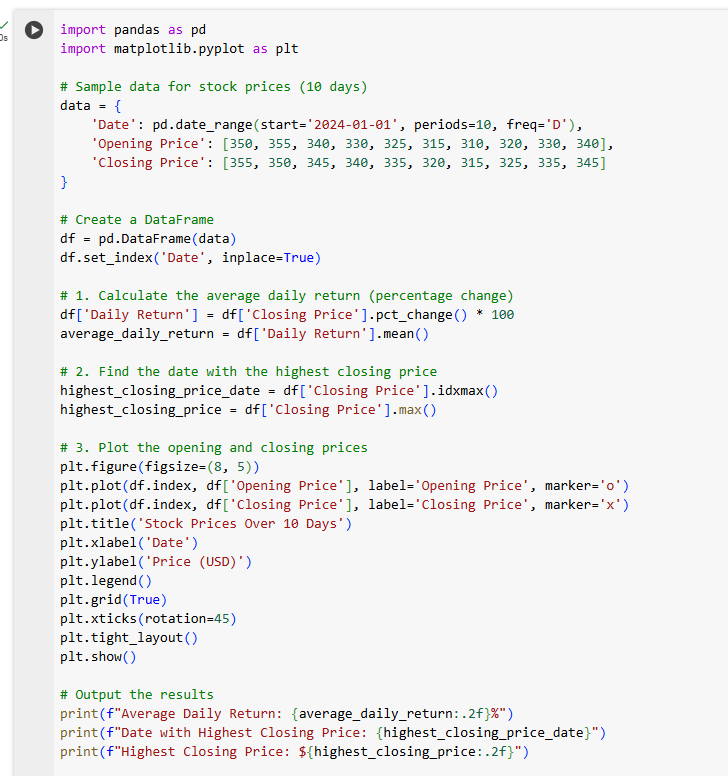 0s
import pandas as pd
import matplotlib.pyplot as plt
# Sample data for stock prices (10 days)
data = {
    'Date': pd.date_range(start='2024-01-01', periods=10, freq='D'),
    'Opening Price': [350, 355, 340, 330, 325, 315, 310, 320, 330, 340],
    'Closing Price': [355, 350, 345, 340, 335, 320, 315, 325, 335, 345]
}
# Create a DataFrame
df = pd.DataFrame(data)
df.set_index('Date', inplace=True)
# 1. Calculate the average daily return (percentage change)
df['Daily Return'] = df['Closing Price'].pct_change() * 100
average_daily_return = df['Daily Return'].mean()
# 2. Find the date with the highest closing price
highest_closing_price_date = df['Closing Price'].idxmax()
highest_closing_price = df['Closing Price'].max()
# 3. Plot the opening and closing prices
plt.figure(figsize=(8, 5))
plt.plot(df.index, df['Opening Price'], label='Opening Price', marker='o')
plt.plot(df.index, df['Closing Price'], label='Closing Price', marker='x')
plt.title('Stock Prices Over 10 Days')
plt.xlabel('Date')
plt.ylabel('Price (USD)')
plt.legend()
plt.grid(True)
plt.xticks(rotation=45)
plt.tight_layout()
plt.show()
# Output the results
print(f"Average Daily Return: {average_daily_return:.2f}%")
print(f"Date with Highest Closing Price: {highest_closing_price_date}")
print(f"Highest Closing Price: ${highest_closing_price:.2f}")